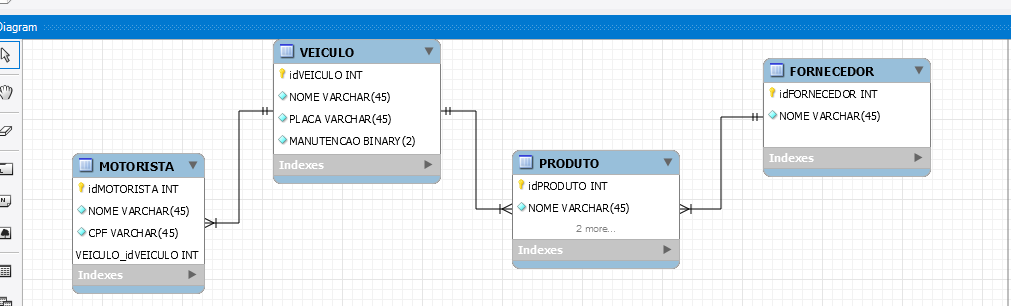 Diagram
VEICULO
idVEICULO INT
NOME VARCHAR(45)
PLACA VARCHAR(45)
MANUTENCAO BINARY(2)
Indexes
FORNECEDOR
idFORNECEDOR INT
NOME VARCHAR(45)
Indexes
MOTORISTA
idMOTORISTA INT
NOME VARCHAR(45)
CPF VARCHAR(45)
VEICULO_idVEICULO INT
Indexes
PRODUTO
idPRODUTO INT
NOME VARCHAR(45)
2 more...
Indexes